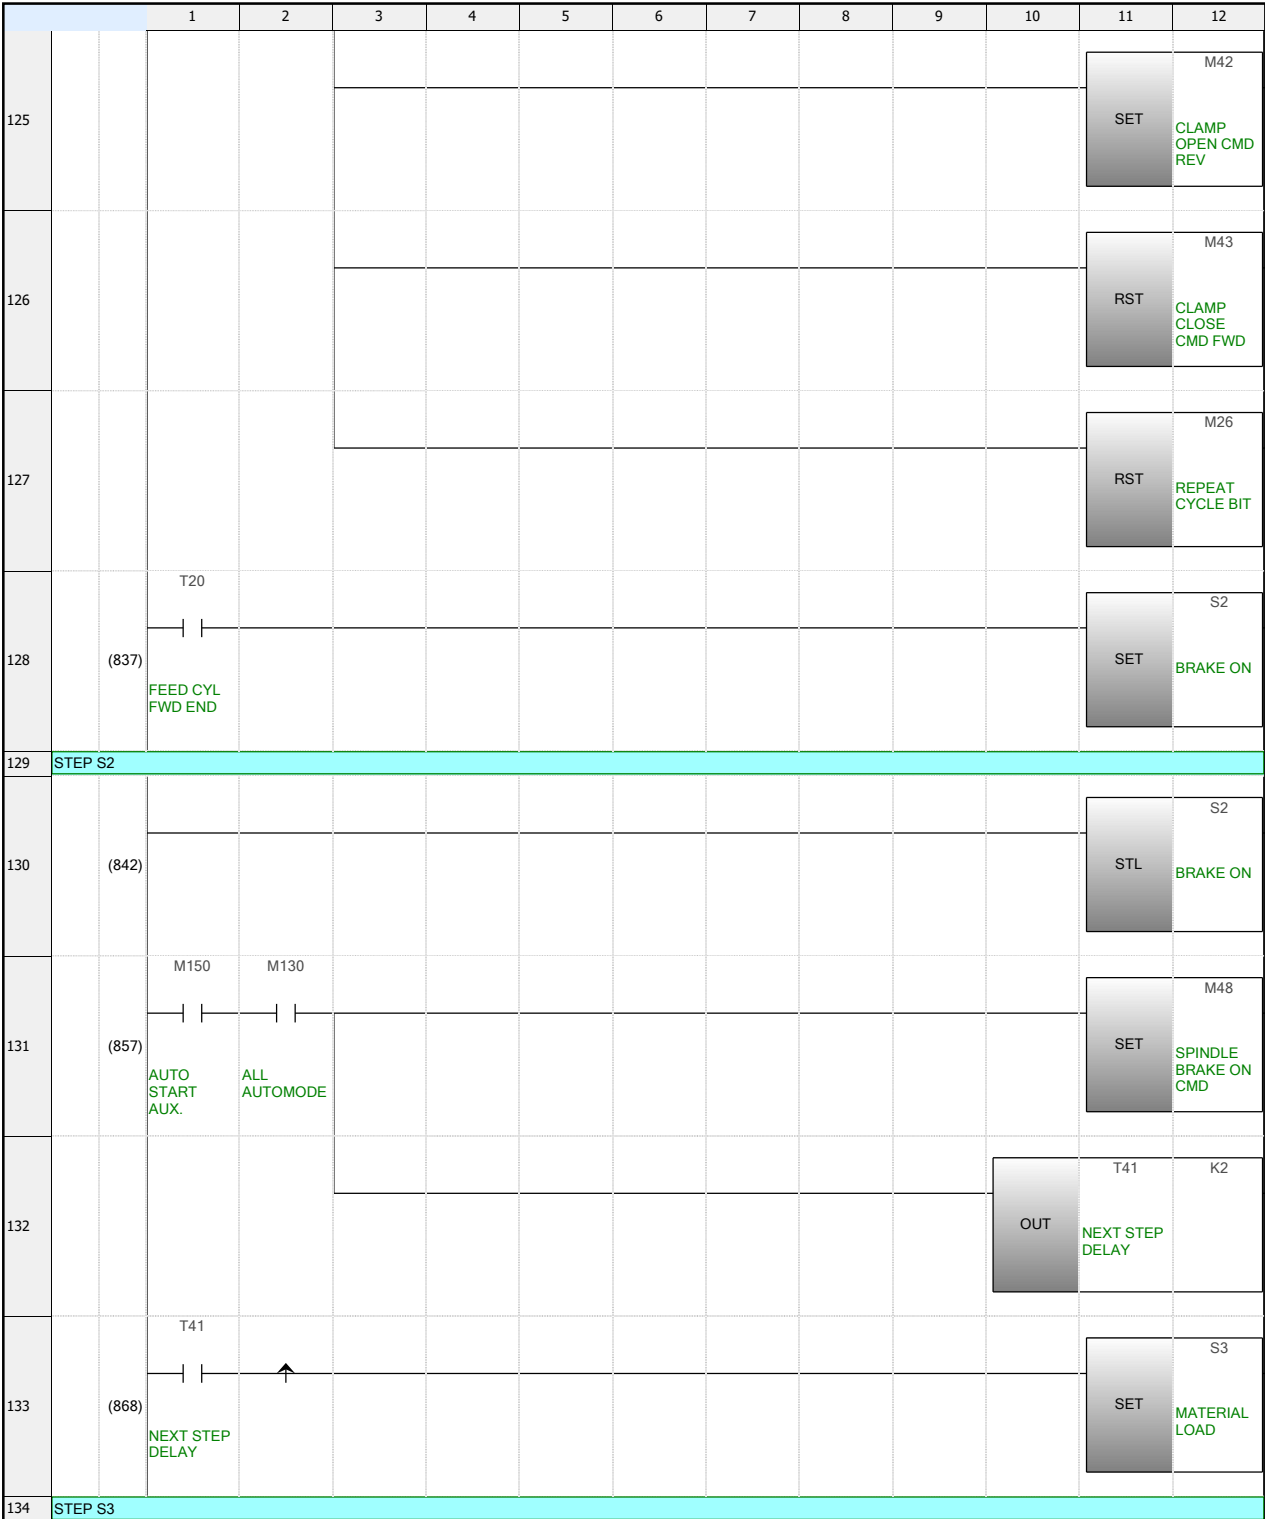 1 2 3 4 5 6 7 8 9 10 11 12
125
SET
M42
CLAMP
OPEN CMD
REV
126
RST
M43
CLAMP
CLOSE
CMD FWD
127
RST
M26
REPEAT
CYCLE BIT
128
(837)
T20
FEED CYL
FWD END
SET
S2
BRAKE ON
129 STEP S2
130
(842)
STL
S2
BRAKE ON
131
(857)
M150
AUTO
START
AUX.
M130
ALL
AUTOMODE
SET
M48
SPINDLE
BRAKE ON
CMD
132
OUT
T41
NEXT STEP
DELAY
K2
133
(868)
T41
NEXT STEP
DELAY
SET
S3
MATERIAL
LOAD
134 STEP S3